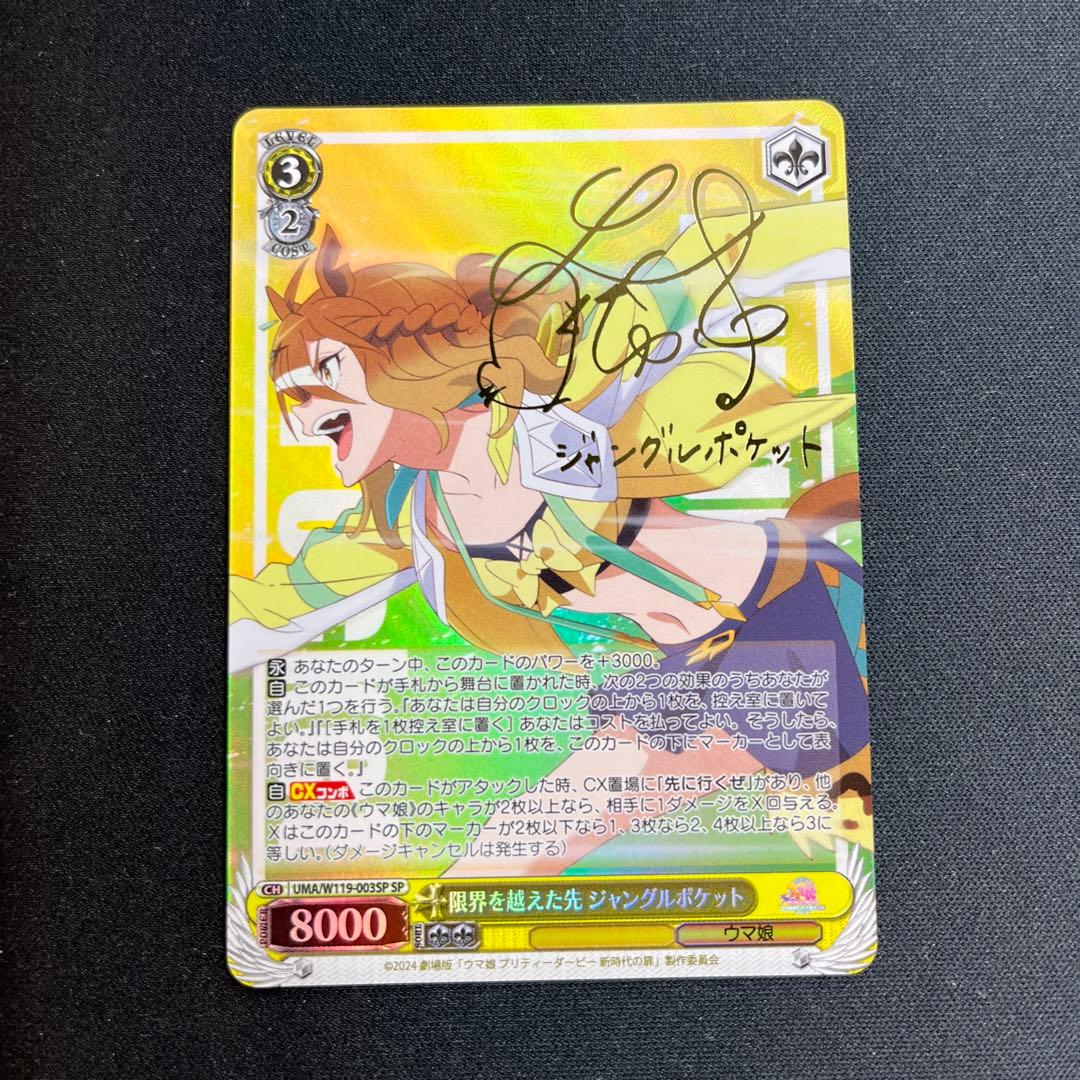 LEVEL
3
2
COST
ジャングルポケット
永 あなたのターン中、このカードのパワーを+3000。
自 このカードが手札から舞台に置かれた時、次の2つの効果のうちあなたが
選んだ1つを行う。「あなたは自分のクロックの上から1枚を、控え室に置いて
よい。」「[手札を1枚控え室に置く] あなたはコストを払ってよい。そうしたら、
あなたは自分のクロックの上から1枚を、このカードの下にマーカーとして表
向きに置く。」
自 CXコンボ このカードがアタックした時、CX置場に「先に行くぜ」があり、他
のあなたの《ウマ娘》のキャラが2枚以上なら、相手に1ダメージをX回与える。
Xはこのカードの下のマーカーが2枚以下なら1、3枚なら2、4枚以上なら3に
等しい。(ダメージキャンセルは発生する)
CH UMA/W119-003SP SP
限界を越えた先 ジャングルポケット
POWER 8000 SOUL
ウマ娘
©2024 劇場版「ウマ娘 プリティーダービー 新時代の扉」製作委員会